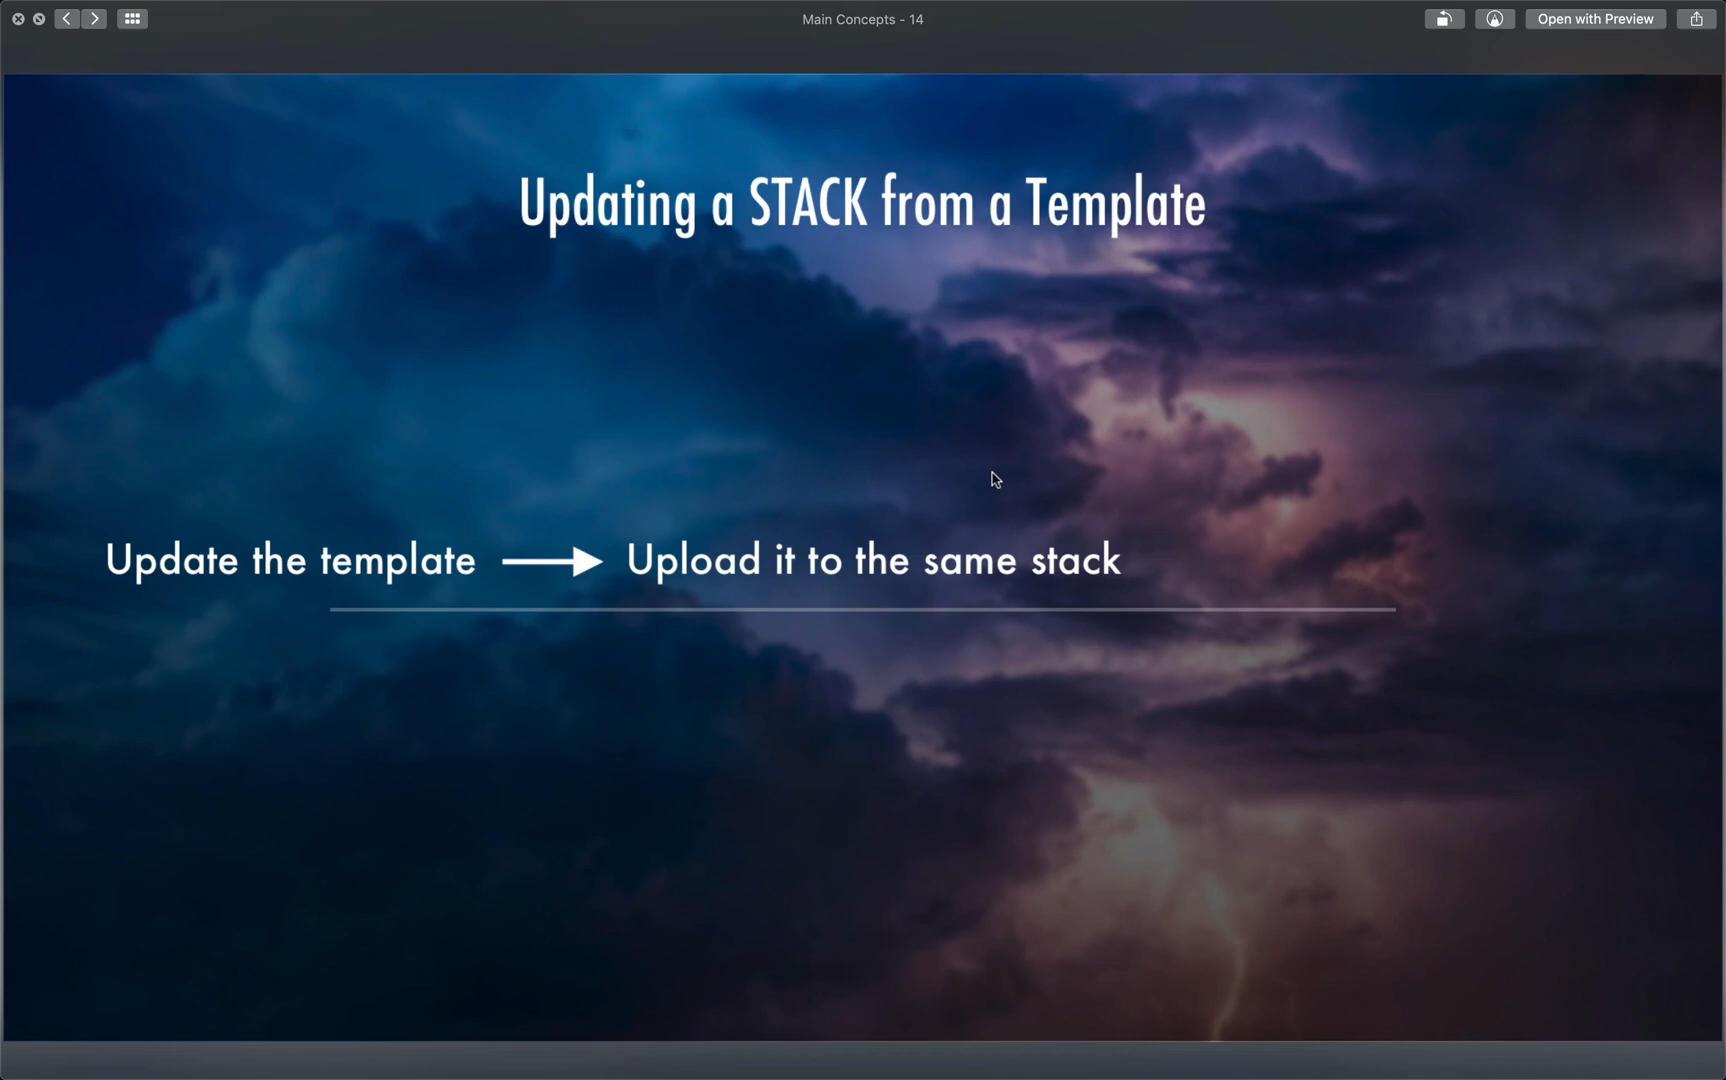 Main Concepts - 14
Open with Preview
Updating a STACK from a Template
Update the template
Upload it to the same stack